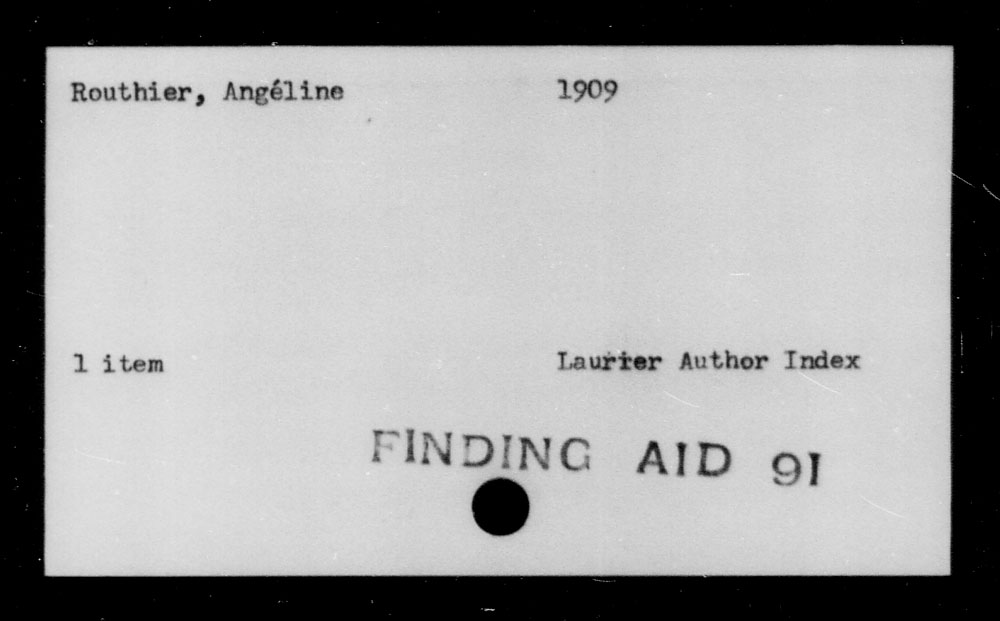 Routhier, Angéline 1909
1 item Laurier Author Index
FINDING AID 91